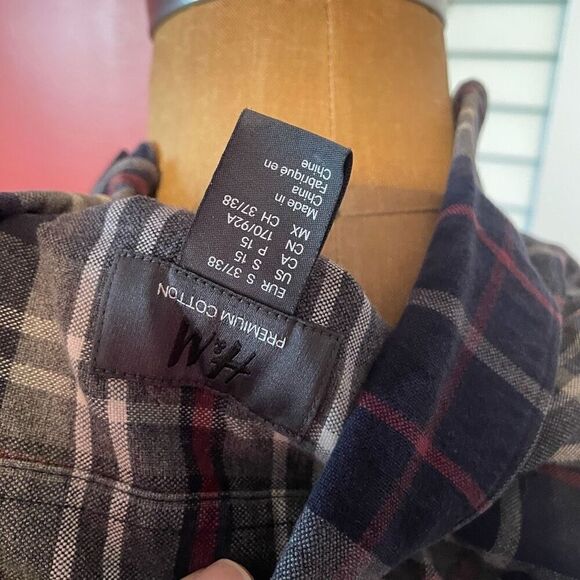 H&M
PREMIUM COTTON
EUR S 37/38
US S 15
CA P 15
CN 170/92A
MX CH 37/38
Made in
China
Fabriqué en
Chine